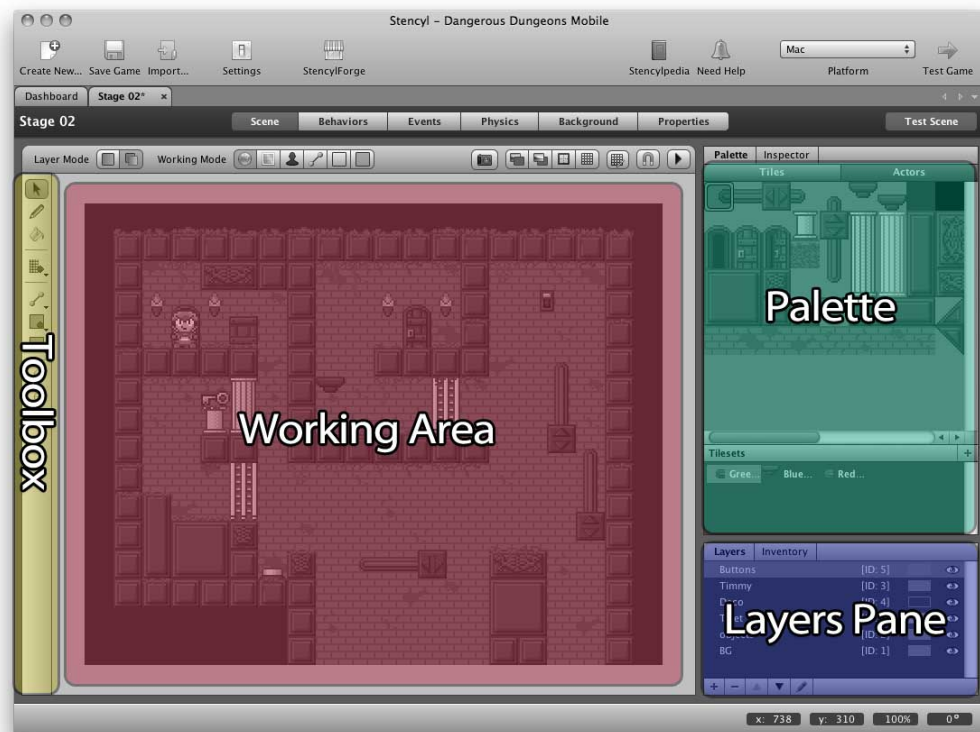 Stencyl – Dangerous Dungeons Mobile
Create New... Save Game Import... Settings StencylForge Stencylpedia Need Help Mac Platform Test Game
Dashboard Stage 02* ×
Stage 02 Scene Behaviors Events Physics Background Properties Test Scene
Layer Mode Working Mode
Palette Inspector
Tiles Actors
Palette
Toolbox
Working Area
Tilesets
Gree... Blue... Red...
Layers Inventory
Buttons [ID: 5]
Timmy [ID: 3]
[ID: 4]
Layers Pane
BG [ID: 1]
x: 738 y: 310 100% 0°